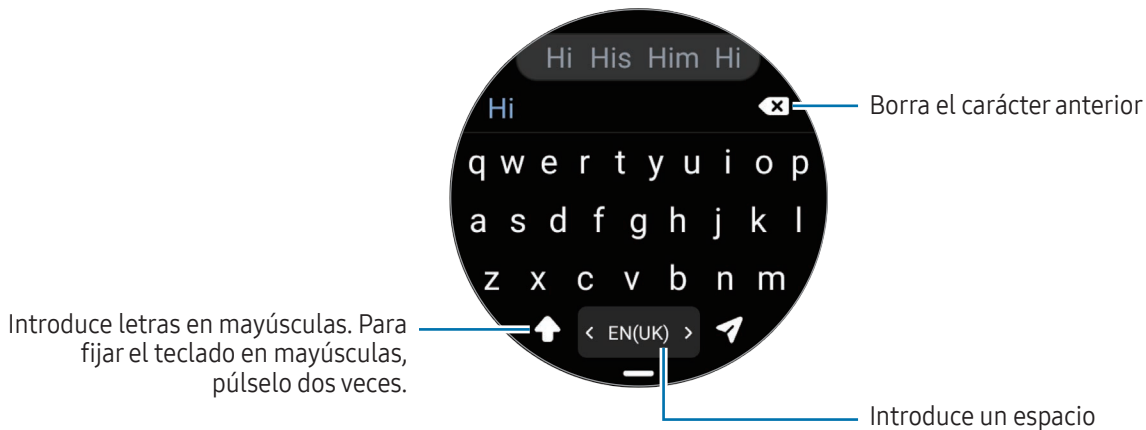 Hi His Him Hi
Hi
Borra el carácter anterior
q w e r t y u i o p
a s d f g h j k l
z x c v b n m
Introduce letras en mayúsculas. Para
fijar el teclado en mayúsculas,
púlselo dos veces.
< EN(UK) >
Introduce un espacio